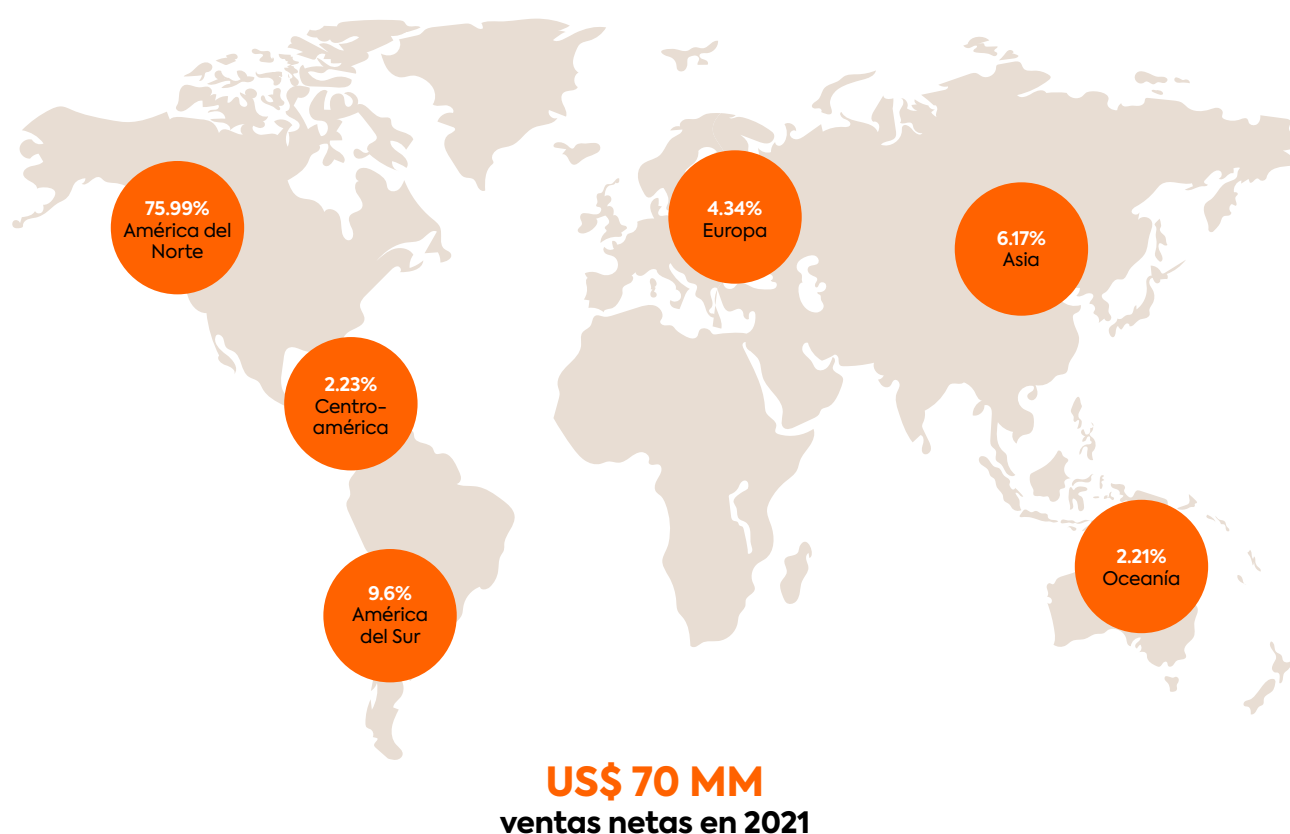 75.99%
América del
Norte
4.34%
Europa
6.17%
Asia
2.23%
Centro-
américa
2.21%
Oceanía
9.6%
América
del Sur
US$ 70 MM
ventas netas en 2021